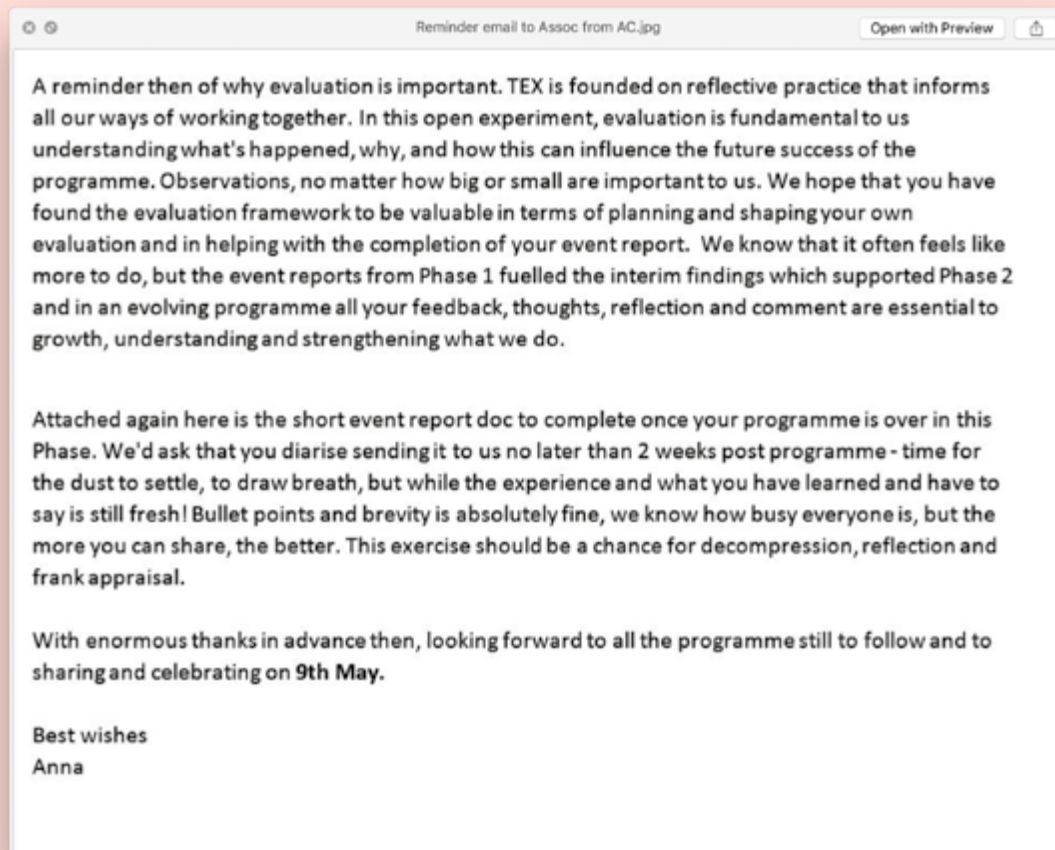 Reminder email to Assoc from AC.jpg
Open with Preview
A reminder then of why evaluation is important. TEX is founded on reflective practice that informs
all our ways of working together. In this open experiment, evaluation is fundamental to us
understanding what's happened, why, and how this can influence the future success of the
programme. Observations, no matter how big or small are important to us. We hope that you have
found the evaluation framework to be valuable in terms of planning and shaping your own
evaluation and in helping with the completion of your event report.  We know that it often feels like
more to do, but the event reports from Phase 1 fuelled the interim findings which supported Phase 2
and in an evolving programme all your feedback, thoughts, reflection and comment are essential to
growth, understanding and strengthening what we do.
Attached again here is the short event report doc to complete once your programme is over in this
Phase. We'd ask that you diarise sending it to us no later than 2 weeks post programme - time for
the dust to settle, to draw breath, but while the experience and what you have learned and have to
say is still fresh! Bullet points and brevity is absolutely fine, we know how busy everyone is, but the
more you can share, the better. This exercise should be a chance for decompression, reflection and
frank appraisal.
With enormous thanks in advance then, looking forward to all the programme still to follow and to
sharing and celebrating on 9th May.
Best wishes
Anna